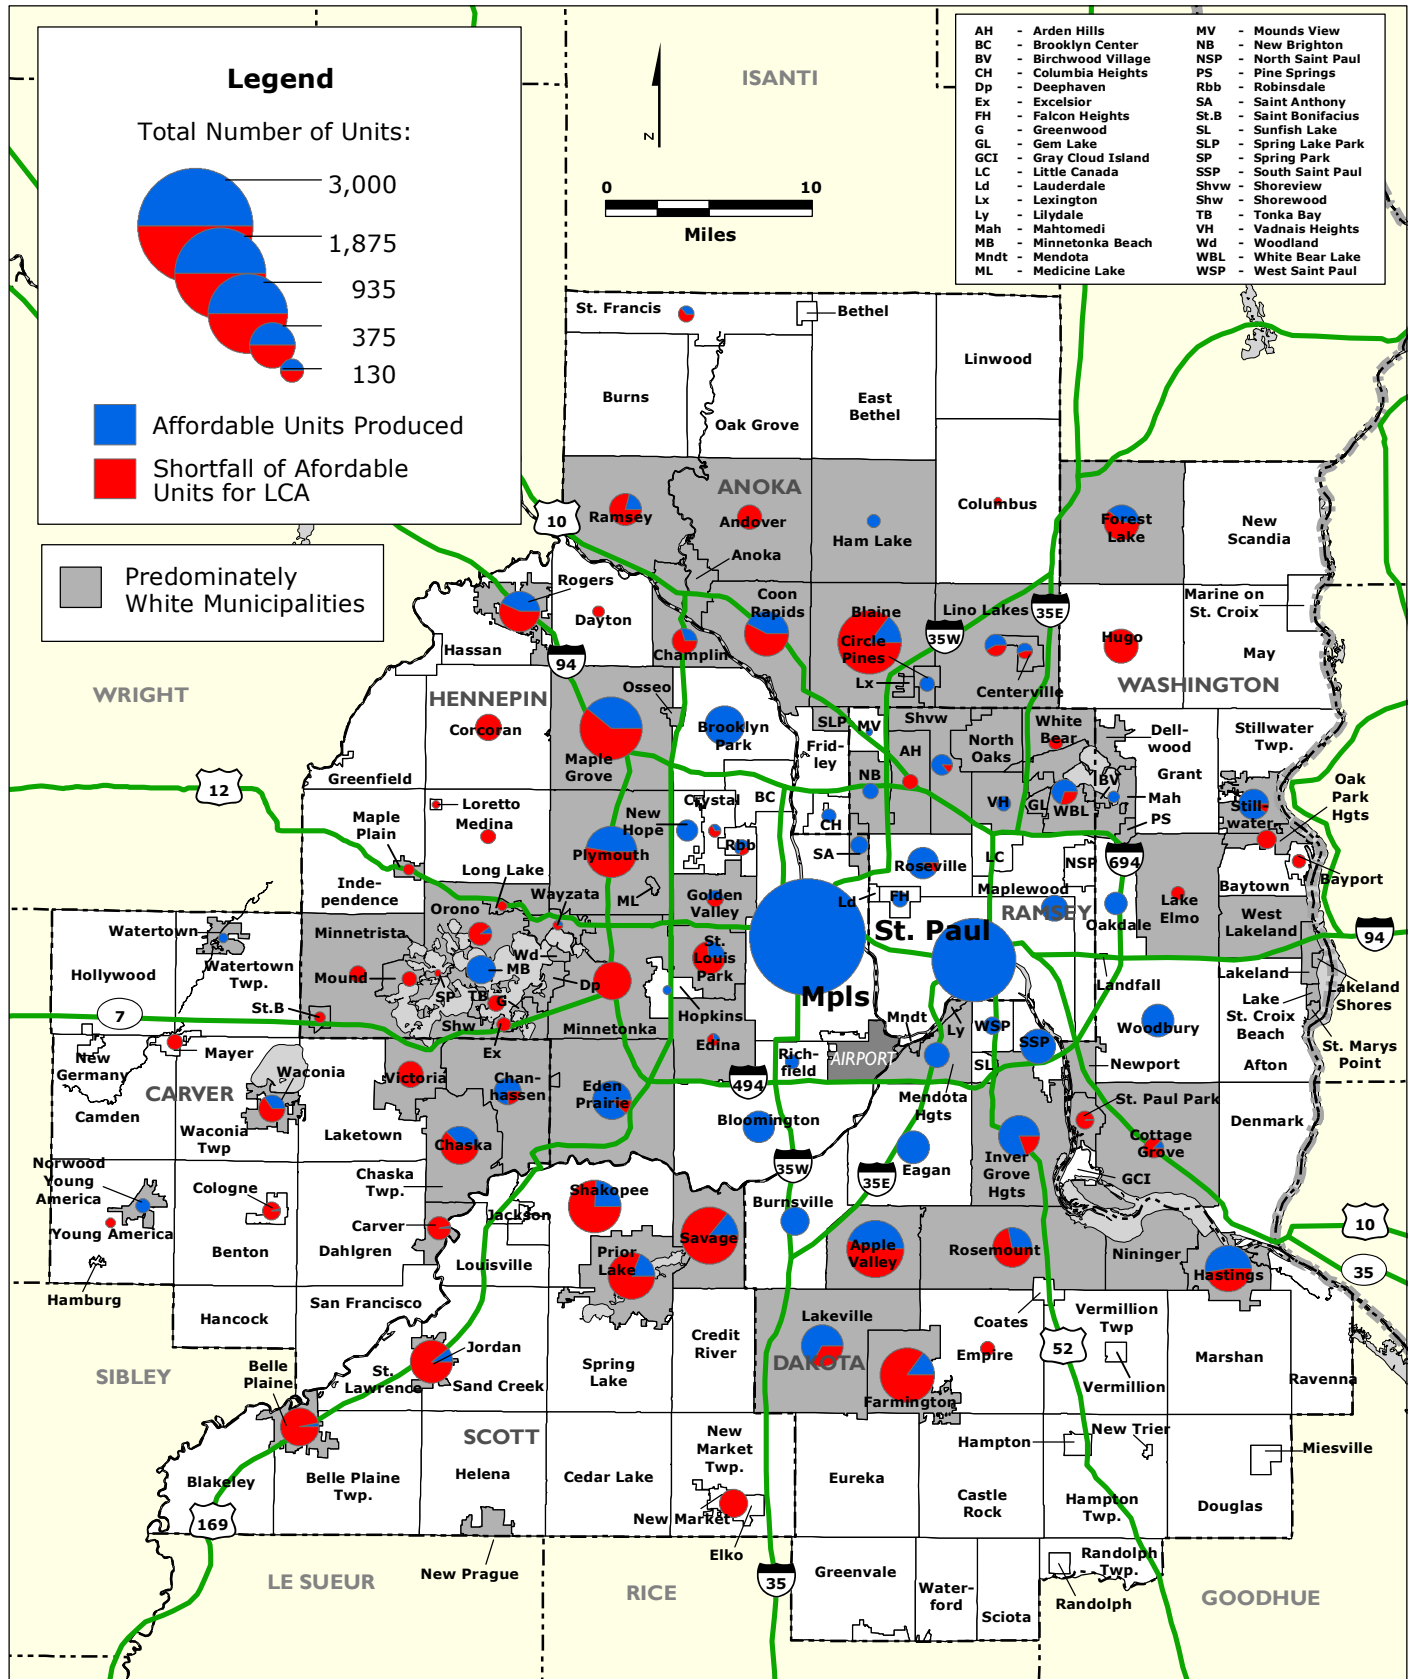 Legend
Total Number of Units:
3,000
1,875
935
375
130
Affordable Units Produced
Shortfall of Afordable
Units for LCA
Predominately
White Municipalities
ISANTI
z
0 10
Miles
AH - Arden Hills
BC - Brooklyn Center
BV - Birchwood Village
CH - Columbia Heights
Dp - Deephaven
Ex - Excelsior
FH - Falcon Heights
G - Greenwood
GL - Gem Lake
GCI - Gray Cloud Island
LC - Little Canada
Ld - Lauderdale
Lx - Lexington
Ly - Lilydale
Mah - Mahtomedi
MB - Minnetonka Beach
Mndt - Mendota
ML - Medicine Lake
MV - Mounds View
NB - New Brighton
NSP - North Saint Paul
PS - Pine Springs
Rbb - Robinsdale
SA - Saint Anthony
St.B - Saint Bonifacius
SL - Sunfish Lake
SLP - Spring Lake Park
SP - Spring Park
SSP - South Saint Paul
Shvw - Shoreview
Shw - Shorewood
TB - Tonka Bay
VH - Vadnais Heights
Wd - Woodland
WBL - White Bear Lake
WSP - West Saint Paul
St. Francis
Bethel
Linwood
Burns
Oak Grove
East
Bethel
ANOKA
Ramsey
Andover
Ham Lake
Columbus
Forest
Lake
New
Scandia
10
Anoka
Rogers
Dayton
Coon
Rapids
Blaine
Lino Lakes
35E
35W
Marine on
St. Croix
Hassan
94
Champlin
Circle
Pines
Lx
Centerville
Hugo
May
WRIGHT
HENNEPIN
Osseo
WASHINGTON
Corcoran
Maple
Grove
Brooklyn
Park
SLP
MV
Shvw
Frid-
ley
AH
North
Oaks
White
Bear
Dell-
wood
Stillwater
Twp.
12
Greenfield
Loretto
Medina
Crystal
BC
NB
VH
GL
WBL
BV
Grant
Mah
PS
Still-
water
Oak
Park
Hgts
Maple
Plain
New
Hope
CH
Rbb
SA
Plymouth
Long Lake
Roseville
LC
NSP
694
Bayport
Baytown
Inde-
pendence
Wayzata
ML
Golden
Valley
Ld
FH
Maplewood
RAMSEY
Oakdale
Lake
Elmo
West
Lakeland
94
Orono
Minnetrista
Watertown
Hollywood
Watertown
Twp.
Mound
Wd
MB
Dp
St.
Louis
Park
St. Paul
Mpls
SP
TB
G
St.B
7
Shw
Ex
Minnetonka
Hopkins
Edina
Mndt
Ly
WSP
SSP
Landfall
Woodbury
Lakeland
Lakeland
Shores
Lake
St. Croix
Beach
St. Marys
Point
Afton
Newport
New
Germany
Mayer
Waconia
Victoria
Chan-
hassen
Eden
Prairie
Rich-
field
AIRPORT
494
SL
Mendota
Hgts
CARVER
Camden
Waconia
Twp
Laketown
Chaska
Bloomington
Eagan
Inver
Grove
Hgts
St. Paul Park
Cottage
Grove
Denmark
GCI
35W
35E
Norwood
Young
America
Young America
Cologne
Chaska
Twp.
Benton
Carver
Dahlgren
Shakopee
Jackson
Louisville
Savage
Burnsville
Prior
Lake
Apple
Valley
Rosemount
Nininger
Hastings
10
35
Hamburg
Hancock
San Francisco
Credit
River
Lakeville
DAKOTA
Coates
Empire
52
Vermillion
Twp
Vermillion
Marshan
Ravenna
SIBLEY
Belle
Plaine
St.
Lawrence
Jordan
Sand Creek
Spring
Lake
Farmington
SCOTT
New
Market
Twp.
Hampton
New Trier
Miesville
Blakeley
Belle Plaine
Twp.
Helena
Cedar Lake
New Market
Elko
Eureka
Castle
Rock
Hampton
Twp.
Douglas
169
New Prague
35
Greenvale
Water-
ford
Sciota
Randolph
Twp.
Randolph
LE SUEUR
RICE
GOODHUE